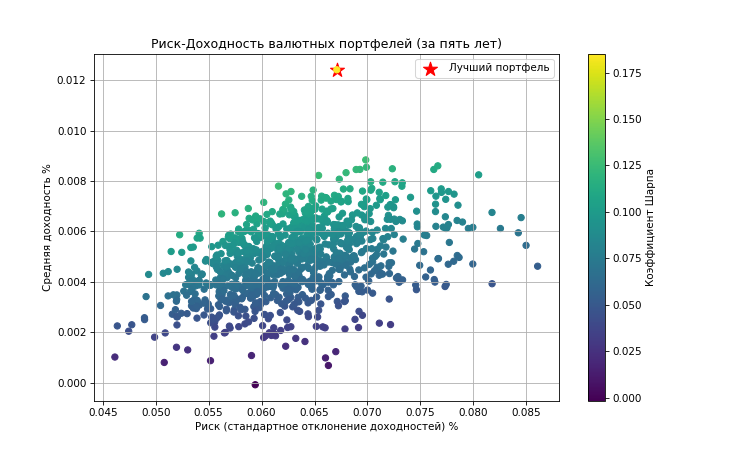 Риск-Доходность валютных портфелей (за пять лет)
Лучший портфель
Средняя доходность %
0.012
0.010
0.008
0.006
0.004
0.002
0.000
0.045 0.050 0.055 0.060 0.065 0.070 0.075 0.080 0.085
Риск (стандартное отклонение доходностей) %
0.175
0.150
0.125
0.100
0.075
0.050
0.025
0.000
Коэффициент Шарпа